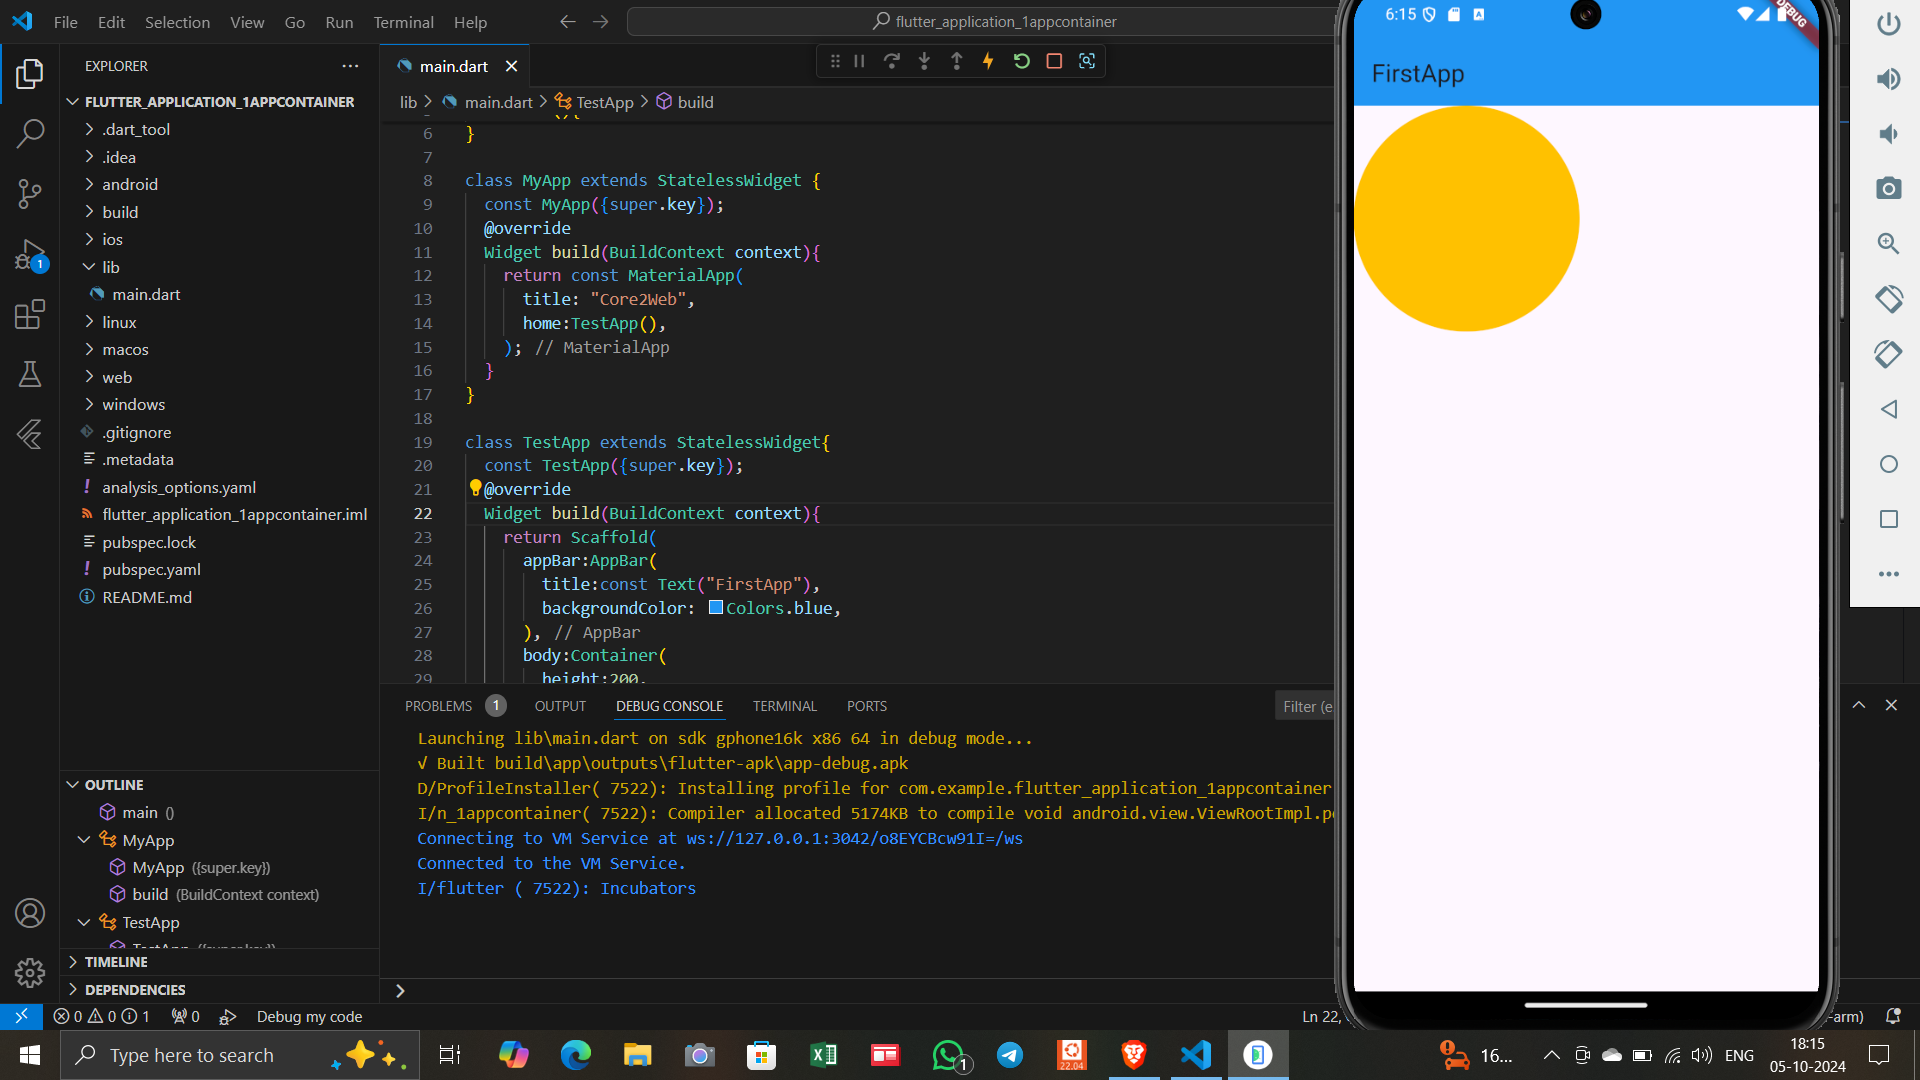 File Edit Selection View Go Run Terminal Help
flutter_application_1appcontainer
EXPLORER
FLUTTER_APPLICATION_1APPCONTAINER
.dart_tool
.idea
android
build
ios
lib
main.dart
linux
macos
web
windows
.gitignore
.metadata
analysis_options.yaml
flutter_application_1appcontainer.iml
pubspec.lock
pubspec.yaml
README.md
1
OUTLINE
main ()
MyApp
MyApp ({super.key})
build (BuildContext context)
TestApp
TestApp ({super.key})
TIMELINE
DEPENDENCIES
main.dart
lib > main.dart > TestApp > build
6 }
7
8 class MyApp extends StatelessWidget {
9 const MyApp({super.key});
10 @override
11 Widget build(BuildContext context){
12 return const MaterialApp(
13 title: "Core2Web",
14 home:TestApp(),
15 ); // MaterialApp
16 }
17 }
18
19 class TestApp extends StatelessWidget{
20 const TestApp({super.key});
21 @override
22 Widget build(BuildContext context){
23 return Scaffold(
24 appBar:AppBar(
25 title:const Text("FirstApp"),
26 backgroundColor: Colors.blue,
27 ), // AppBar
28 body:Container(
29 height:200,
PROBLEMS 1 OUTPUT DEBUG CONSOLE TERMINAL PORTS
Filter (e
Launching lib\main.dart on sdk gphone16k x86 64 in debug mode...
√ Built build\app\outputs\flutter-apk\app-debug.apk
D/ProfileInstaller( 7522): Installing profile for com.example.flutter_application_1appcontainer
I/n_1appcontainer( 7522): Compiler allocated 5174KB to compile void android.view.ViewRootImpl.pe
Connecting to VM Service at ws://127.0.0.1:3042/o8EYCBcw91I=/ws
Connected to the VM Service.
I/flutter ( 7522): Incubators
6:15
DEBUG
FirstApp
0 0 1 0 Debug my code
Ln 22,
arm)
Type here to search
22.04
1
16...
ENG
18:15
05-10-2024